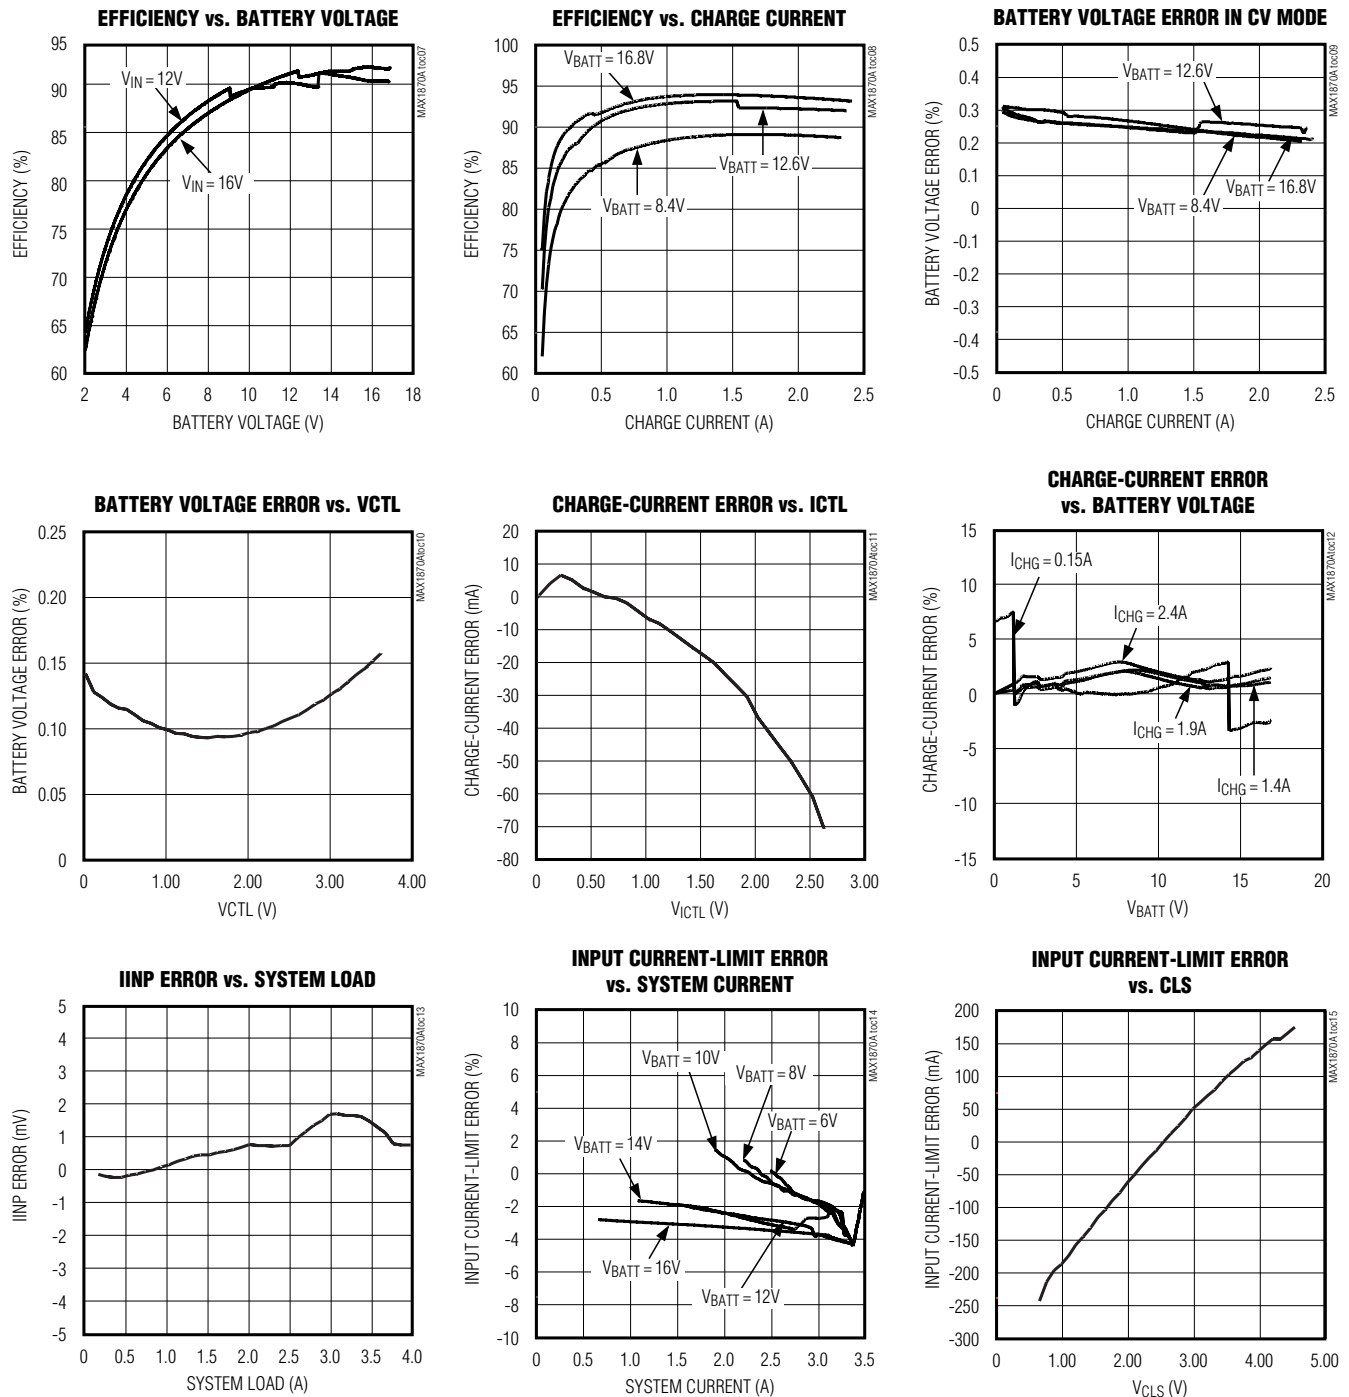 EFFICIENCY vs. BATTERY VOLTAGE
95
90
85
80
75
70
65
60
EFFICIENCY (%)
VIN = 12V
VIN = 16V
MAX1870A toc07
2 4 6 8 10 12 14 16 18
BATTERY VOLTAGE (V)
EFFICIENCY vs. CHARGE CURRENT
100
95
90
85
80
75
70
65
60
EFFICIENCY (%)
VBATT = 16.8V
VBATT = 12.6V
VBATT = 8.4V
MAX1870A toc08
0 0.5 1.0 1.5 2.0 2.5
CHARGE CURRENT (A)
BATTERY VOLTAGE ERROR IN CV MODE
0.5
0.4
0.3
0.2
0.1
0
-0.1
-0.2
-0.3
-0.4
-0.5
BATTERY VOLTAGE ERROR (%)
VBATT = 12.6V
VBATT = 16.8V
VBATT = 8.4V
MAX1870A toc09
0 0.5 1.0 1.5 2.0 2.5
CHARGE CURRENT (A)
BATTERY VOLTAGE ERROR vs. VCTL
0.25
0.20
0.15
0.10
0.05
0
BATTERY VOLTAGE ERROR (%)
MAX1870Atoc10
0 1.00 2.00 3.00 4.00
VCTL (V)
CHARGE-CURRENT ERROR vs. ICTL
20
10
0
-10
-20
-30
-40
-50
-60
-70
-80
CHARGE-CURRENT ERROR (mA)
MAX1870Atoc11
0 0.50 1.00 1.50 2.00 2.50 3.00
VICTL (V)
CHARGE-CURRENT ERROR
vs. BATTERY VOLTAGE
15
10
5
0
-5
-10
-15
CHARGE-CURRENT ERROR (%)
ICHG = 0.15A
ICHG = 2.4A
ICHG = 1.9A
ICHG = 1.4A
MAX1870Atoc12
0 5 10 15 20
VBATT (V)
IINP ERROR vs. SYSTEM LOAD
5
4
3
2
1
0
-1
-2
-3
-4
-5
IINP ERROR (mV)
MAX1870Atoc13
0 0.5 1.0 1.5 2.0 2.5 3.0 3.5 4.0
SYSTEM LOAD (A)
INPUT CURRENT-LIMIT ERROR
vs. SYSTEM CURRENT
10
8
6
4
2
0
-2
-4
-6
-8
-10
INPUT CURRENT-LIMIT ERROR (%)
VBATT = 10V
VBATT = 8V
VBATT = 6V
VBATT = 14V
VBATT = 16V
VBATT = 12V
MAX1870A toc14
0 0.5 1.0 1.5 2.0 2.5 3.0 3.5
SYSTEM CURRENT (A)
INPUT CURRENT-LIMIT ERROR
vs. CLS
200
150
100
50
0
-50
-100
-150
-200
-250
-300
INPUT CURRENT-LIMIT ERROR (mA)
MAX1870A toc15
0 1.00 2.00 3.00 4.00 5.00
VCLS (V)